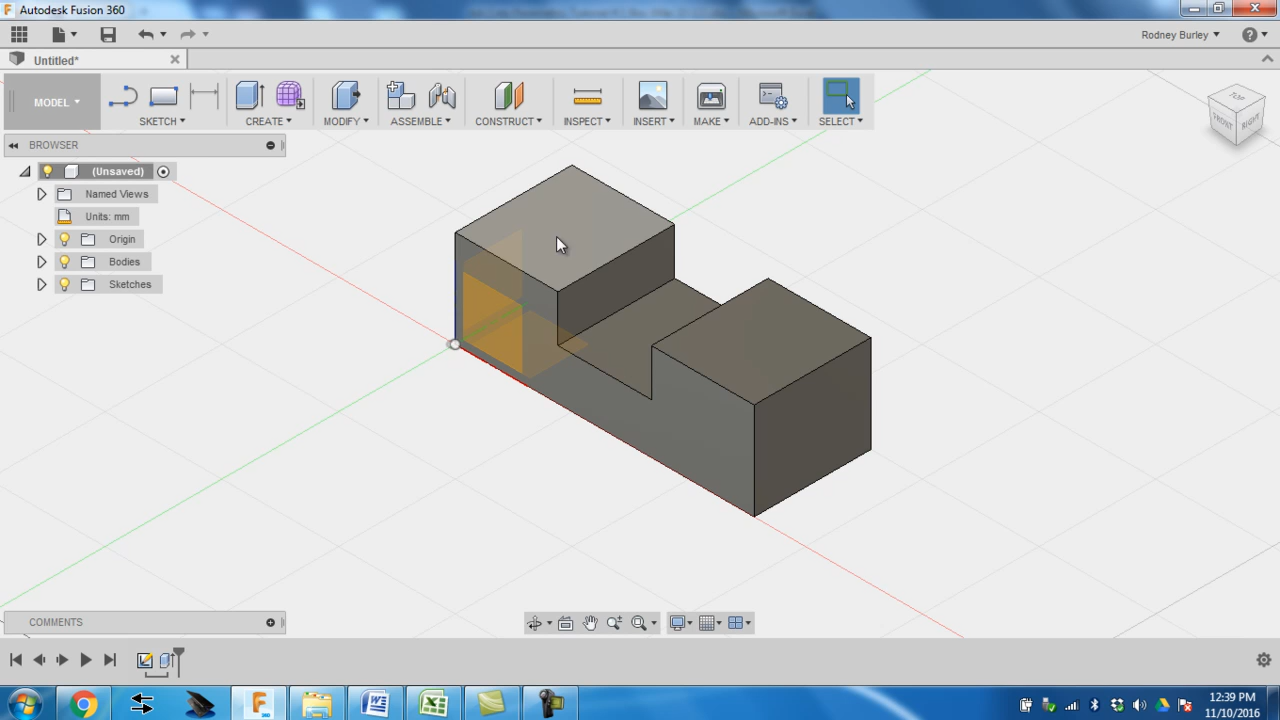 Autodesk Fusion 360
Rodney Burley
Untitled*
MODEL
SKETCH
CREATE
MODIFY
ASSEMBLE
CONSTRUCT
INSPECT
INSERT
MAKE
ADD-INS
SELECT
TOP
FRONT
RIGHT
BROWSER
(Unsaved)
Named Views
Units: mm
Origin
Bodies
Sketches
COMMENTS
360
12:39 PM
11/10/2016